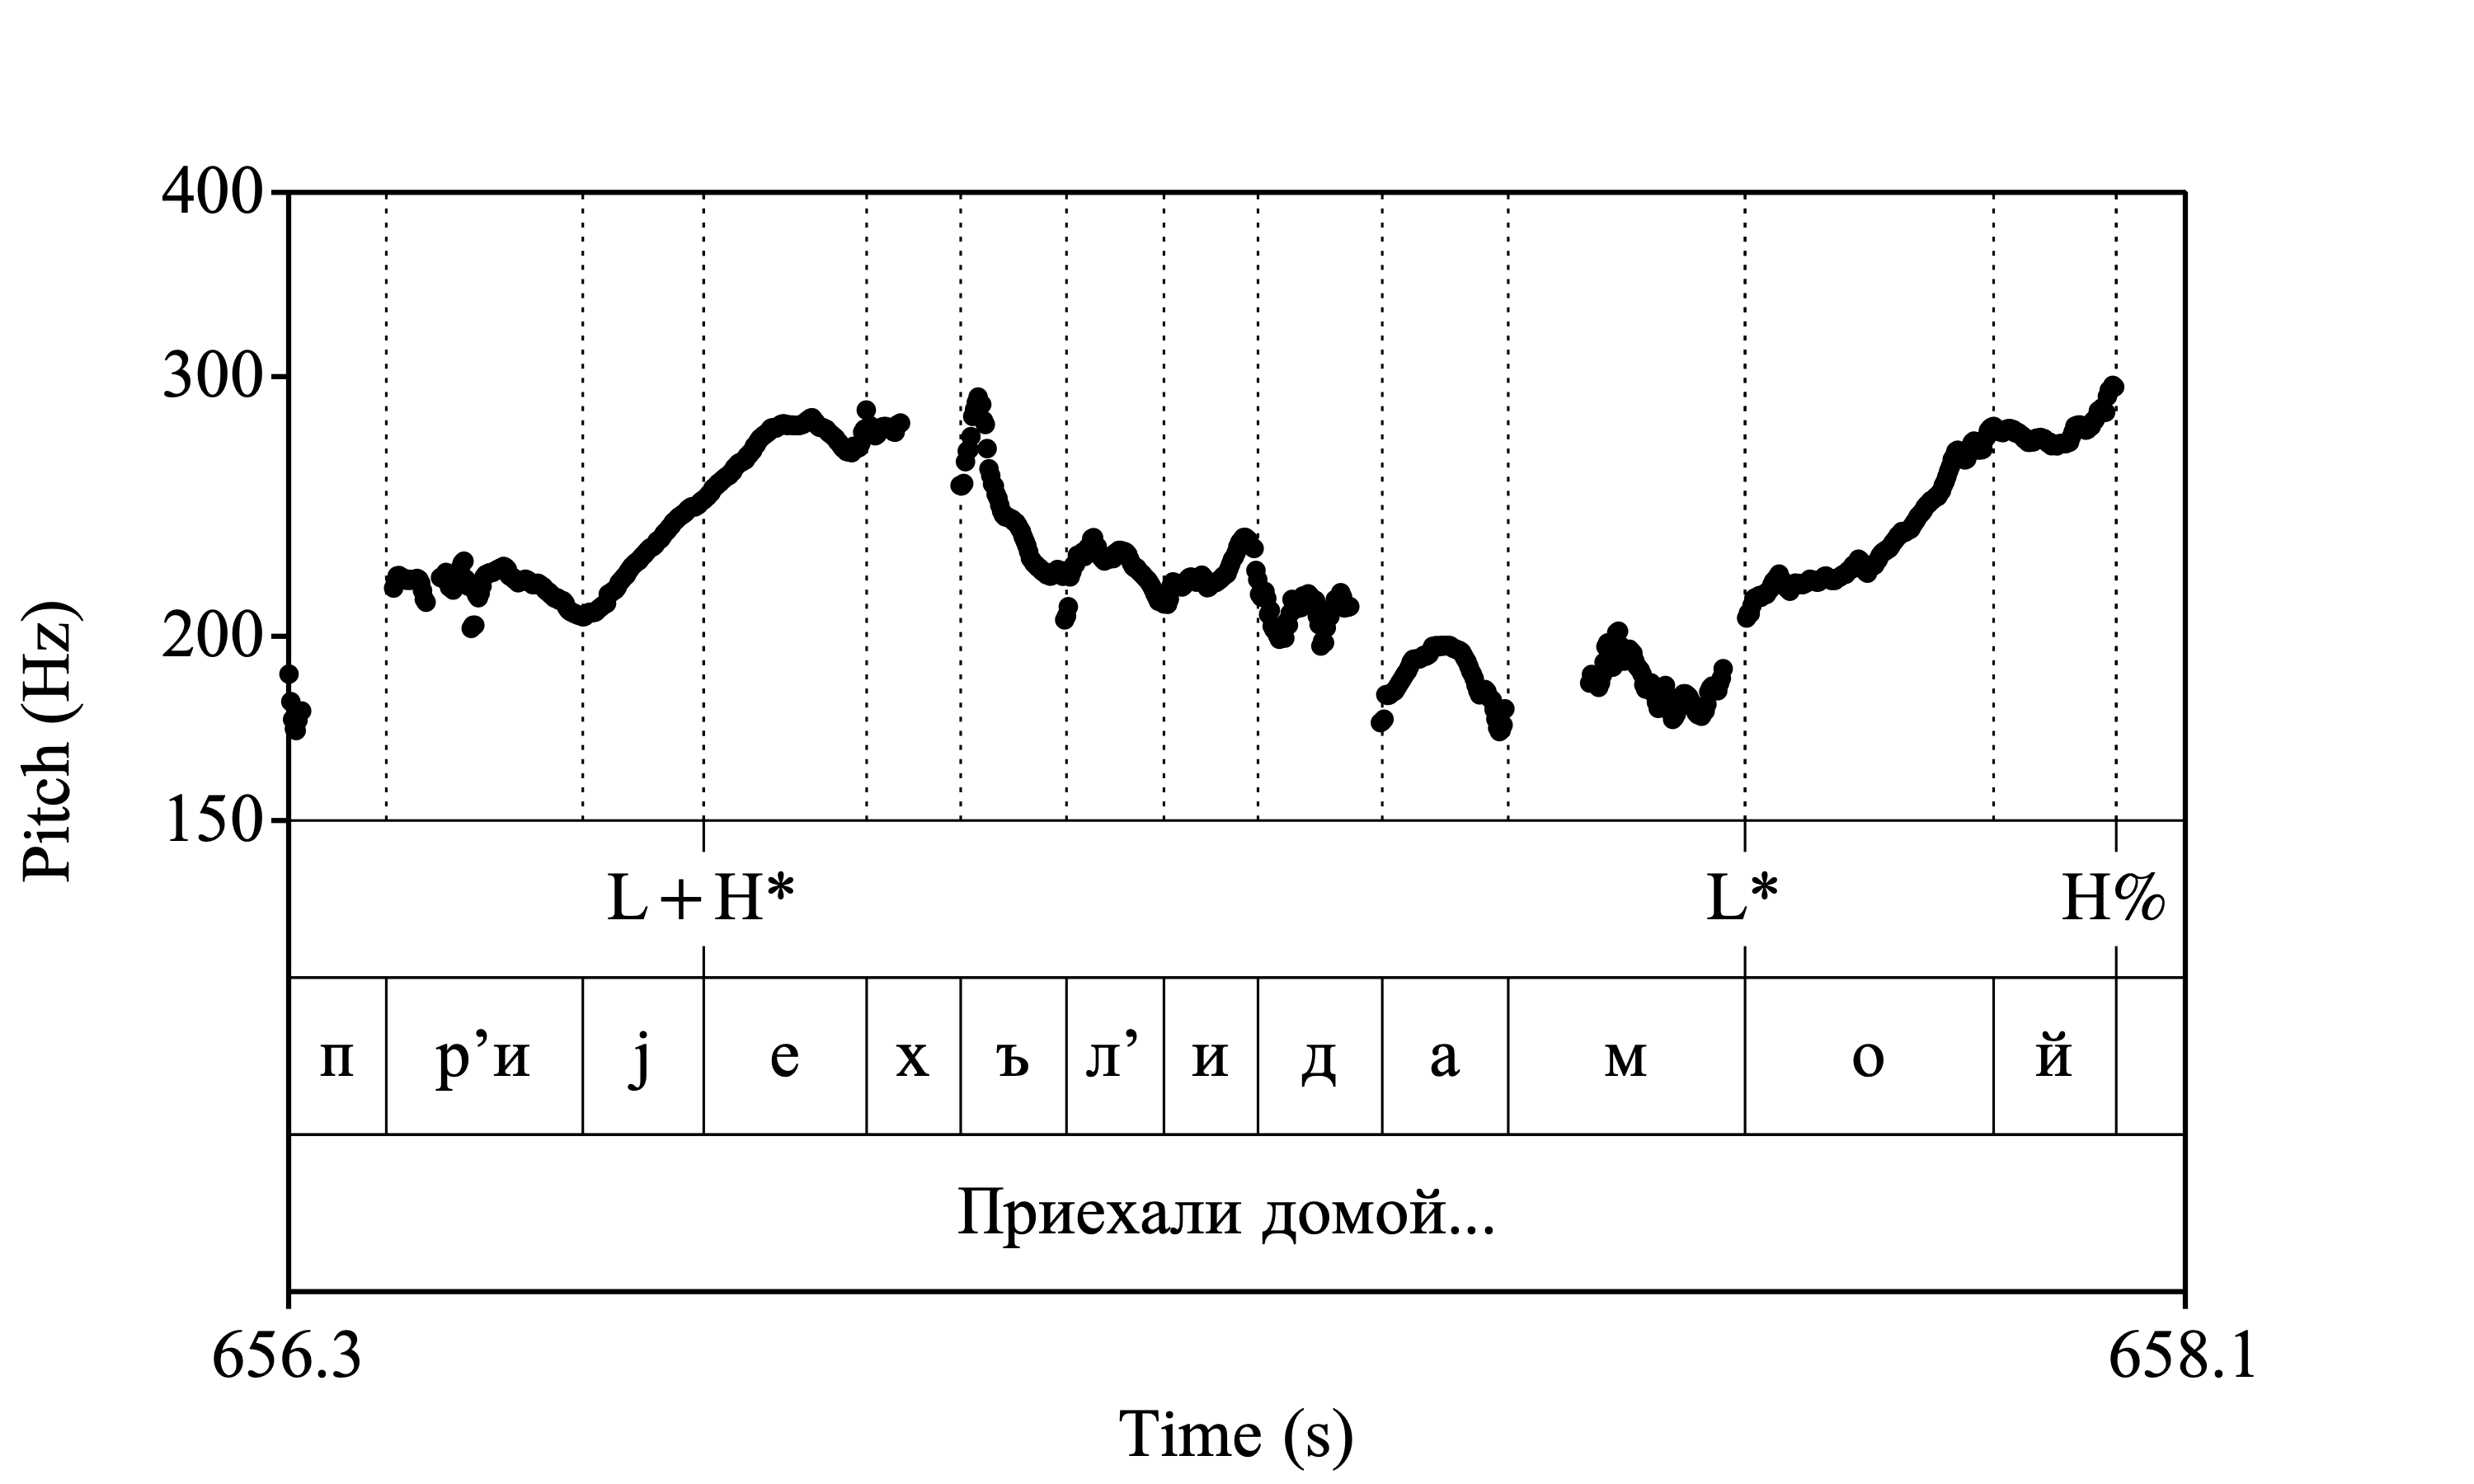 400
300
200
150
Pitch (Hz)
L+H* L* H%
п р’и j е х ъ л’ и д а м о й
Приехали домой...
656.3 658.1
Time (s)